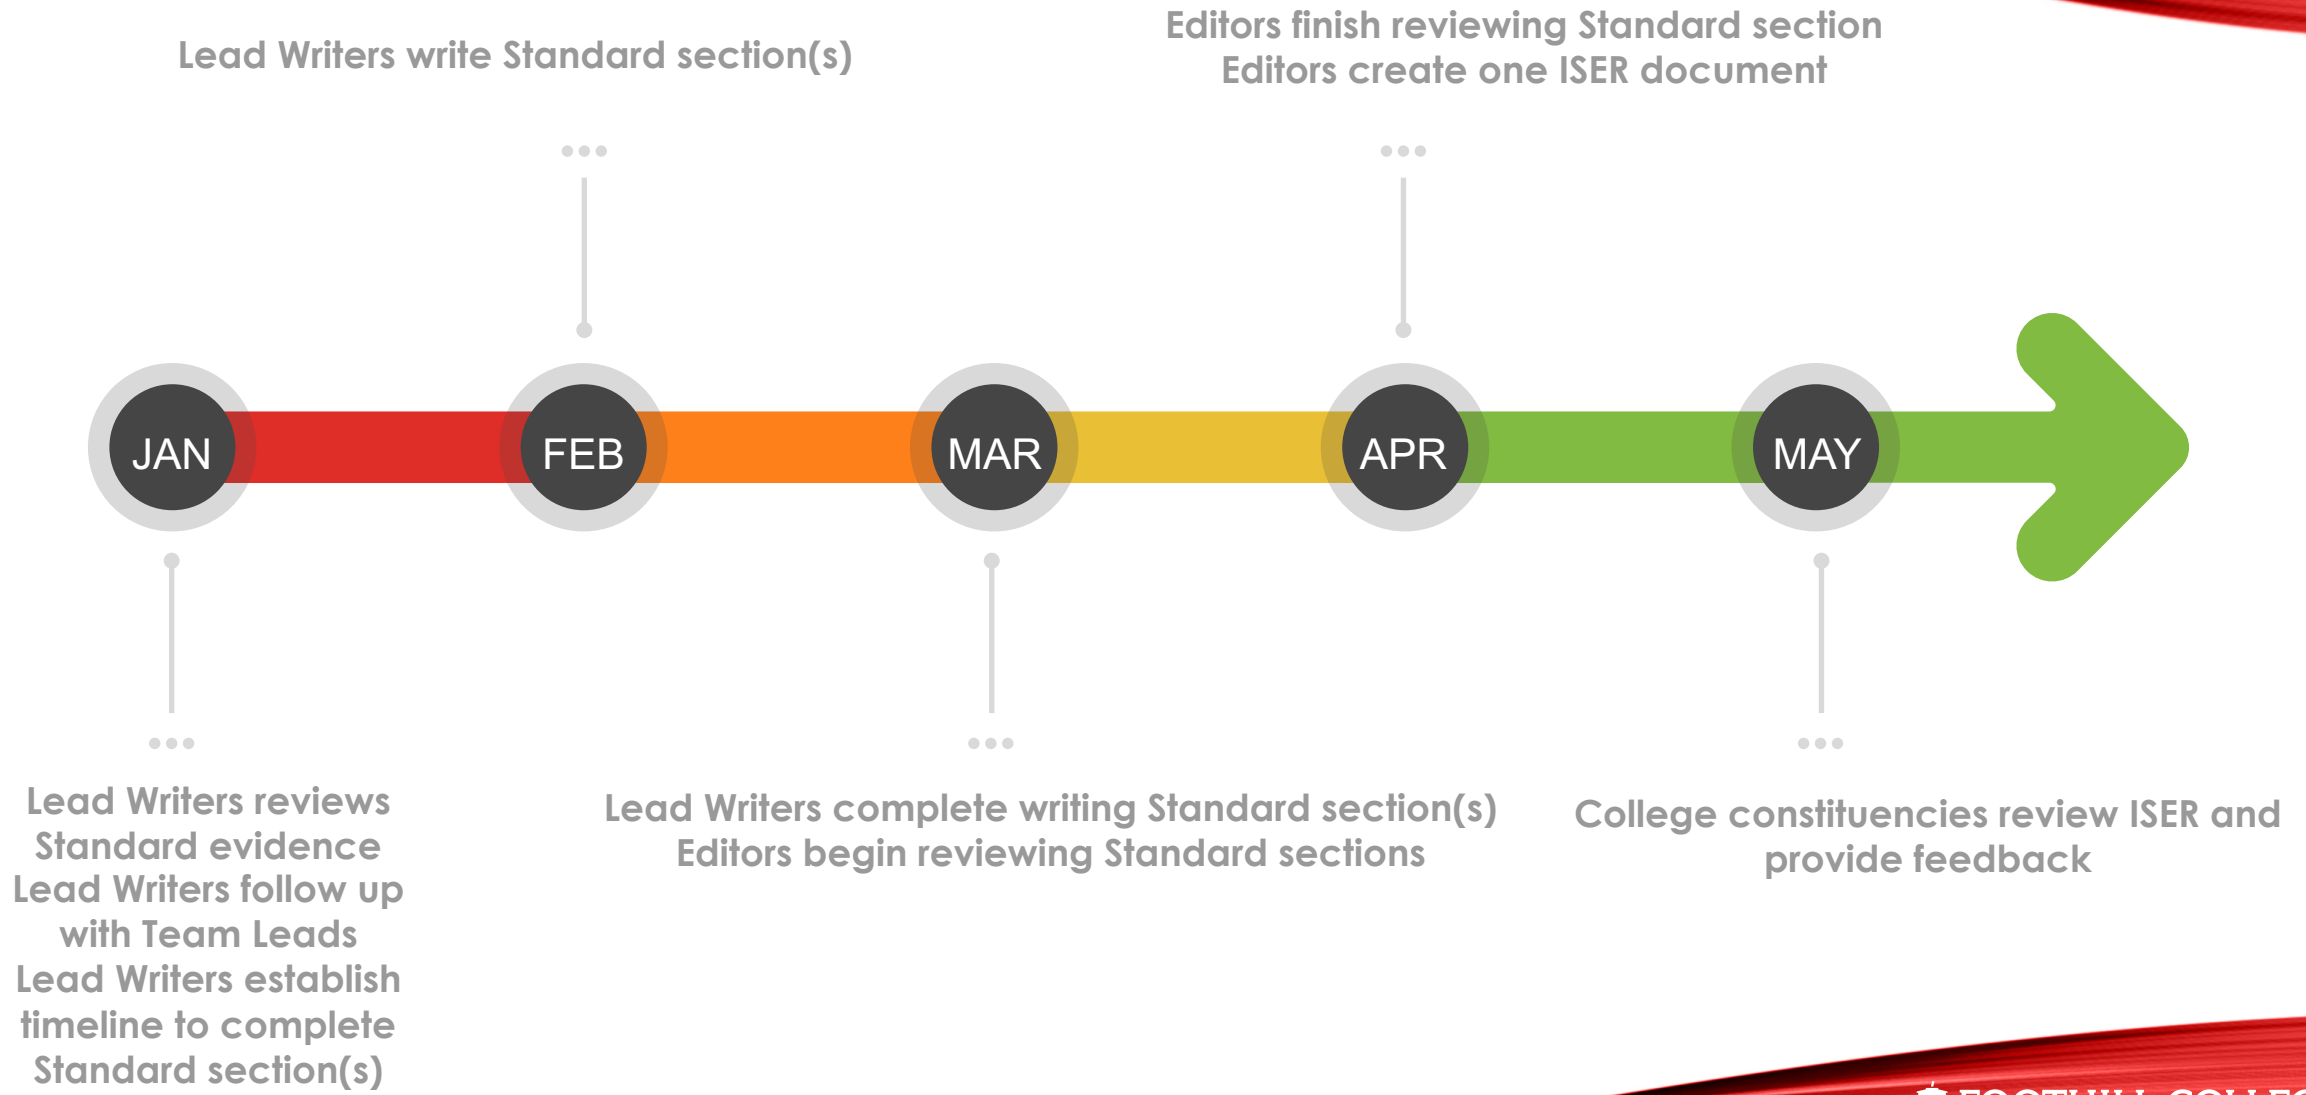 Lead Writers write Standard section(s)
Editors finish reviewing Standard section
Editors create one ISER document
JAN
FEB
MAR
APR
MAY
Lead Writers reviews
Standard evidence
Lead Writers follow up
with Team Leads
Lead Writers establish
timeline to complete
Standard section(s)
Lead Writers complete writing Standard section(s)
Editors begin reviewing Standard sections
College constituencies review ISER and
provide feedback